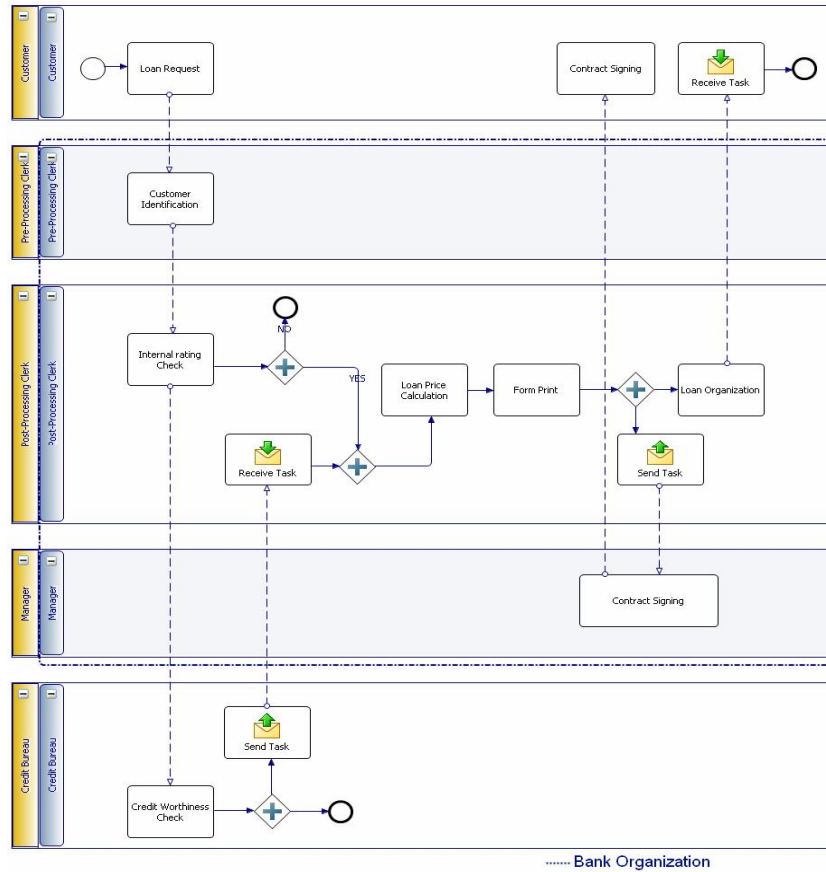 Customer
Customer
Loan Request
Contract Signing
Receive Task
Pre-Processing Clerk
Pre-Processing Clerk
Customer
Identification
Post-Processing Clerk
Post-Processing Clerk
NO
Internal rating
Check
YES
Loan Price
Calculation
Form Print
Loan Organization
Receive Task
Send Task
Manager
Manager
Contract Signing
Credit Bureau
Credit Bureau
Send Task
Credit Worthiness
Check
Bank Organization